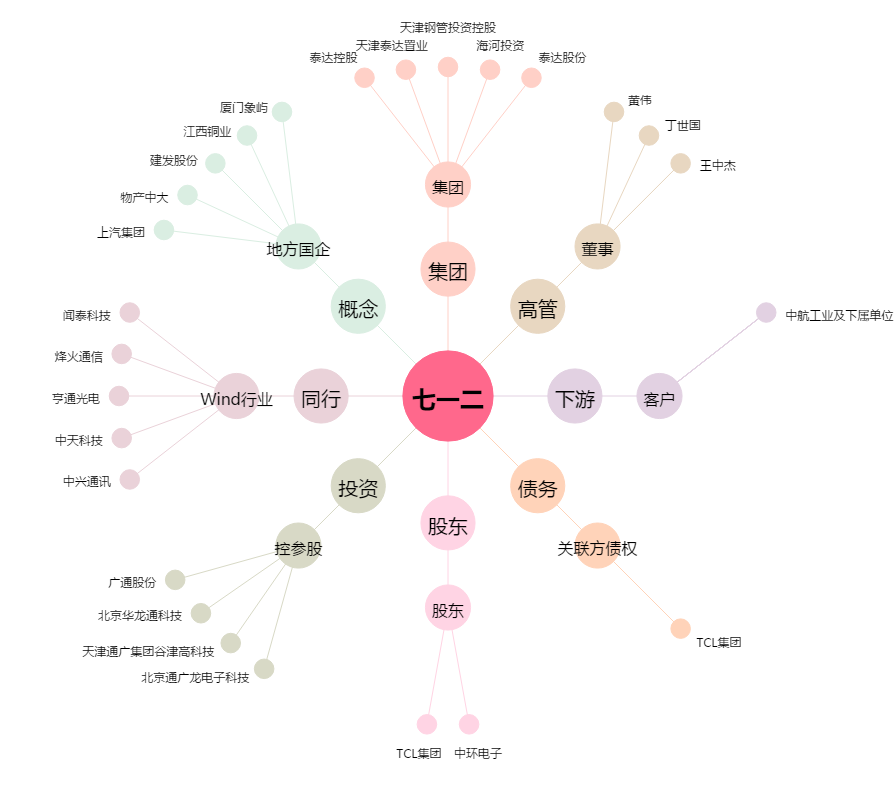 天津钢管投资控股
天津泰达置业
海河投资
泰达控股
泰达股份
厦门象屿
黄伟
江西铜业
丁世国
建发股份
王中杰
物产中大
集团
上汽集团
地方国企
董事
集团
概念
高管
闻泰科技
中航工业及下属单位
烽火通信
亨通光电
Wind行业
同行
七一二
下游
客户
中天科技
中兴通讯
投资
债务
股东
控参股
关联方债权
广通股份
北京华龙通科技
股东
天津通广集团谷津高科技
TCL集团
北京通广龙电子科技
TCL集团
中环电子